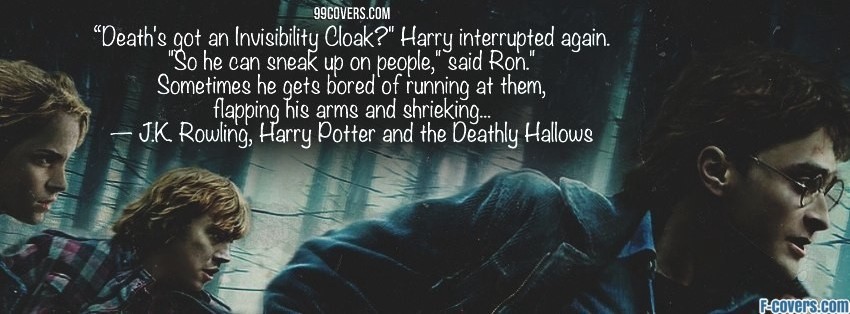 99COVERS.COM
“Death's got an Invisibility Cloak?" Harry interrupted again.
"So he can sneak up on people," said Ron."
Sometimes he gets bored of running at them,
flapping his arms and shrieking...
— J.K. Rowling, Harry Potter and the Deathly Hallows
F-covers.com